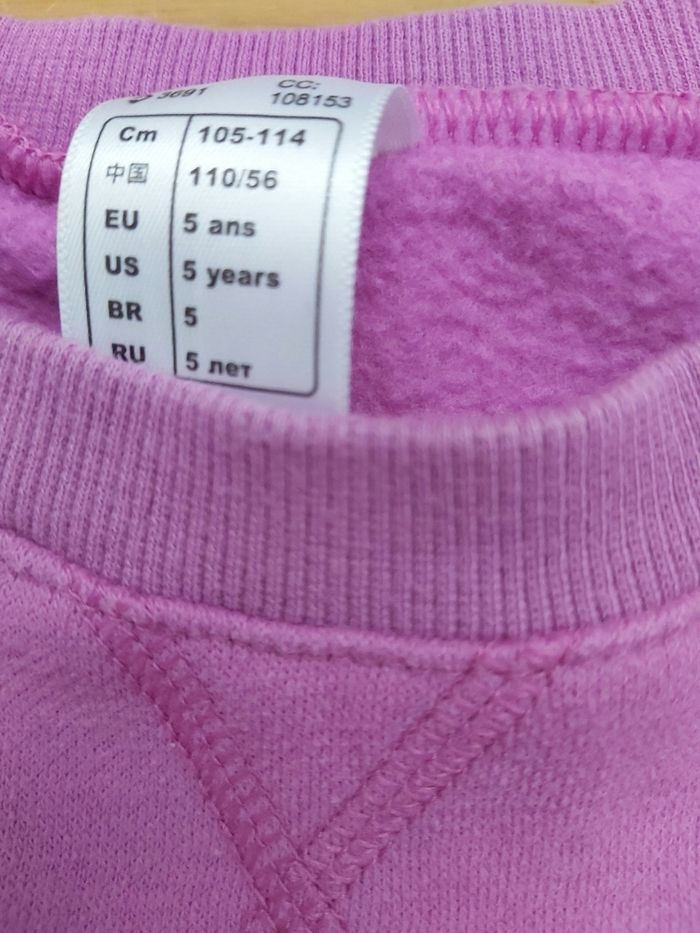 3691 CC:
108153
Cm 105-114
中国 110/56
EU 5 ans
US 5 years
BR 5
RU 5 лет